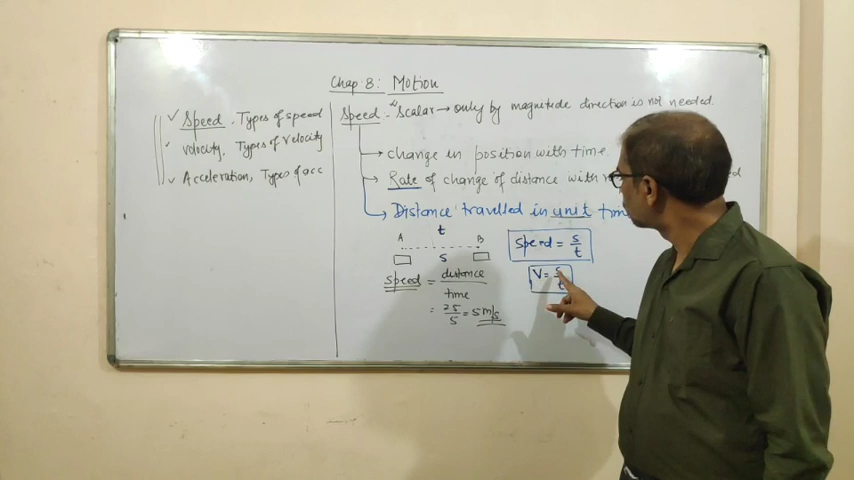 Chap. 8: Motion
✓ Speed. Types of speed
✓ velocity. Types of velocity
✓ Acceleration, Types of acc
Speed - Scalar → only by magnitude direction is not needed.
→ change in position with time.
→ Rate of change of distance with
→ Distance travelled in unit
t
A B
s
speed = distance / time
= 25/5 = 5 m/s
speed = s/t
V = s/t